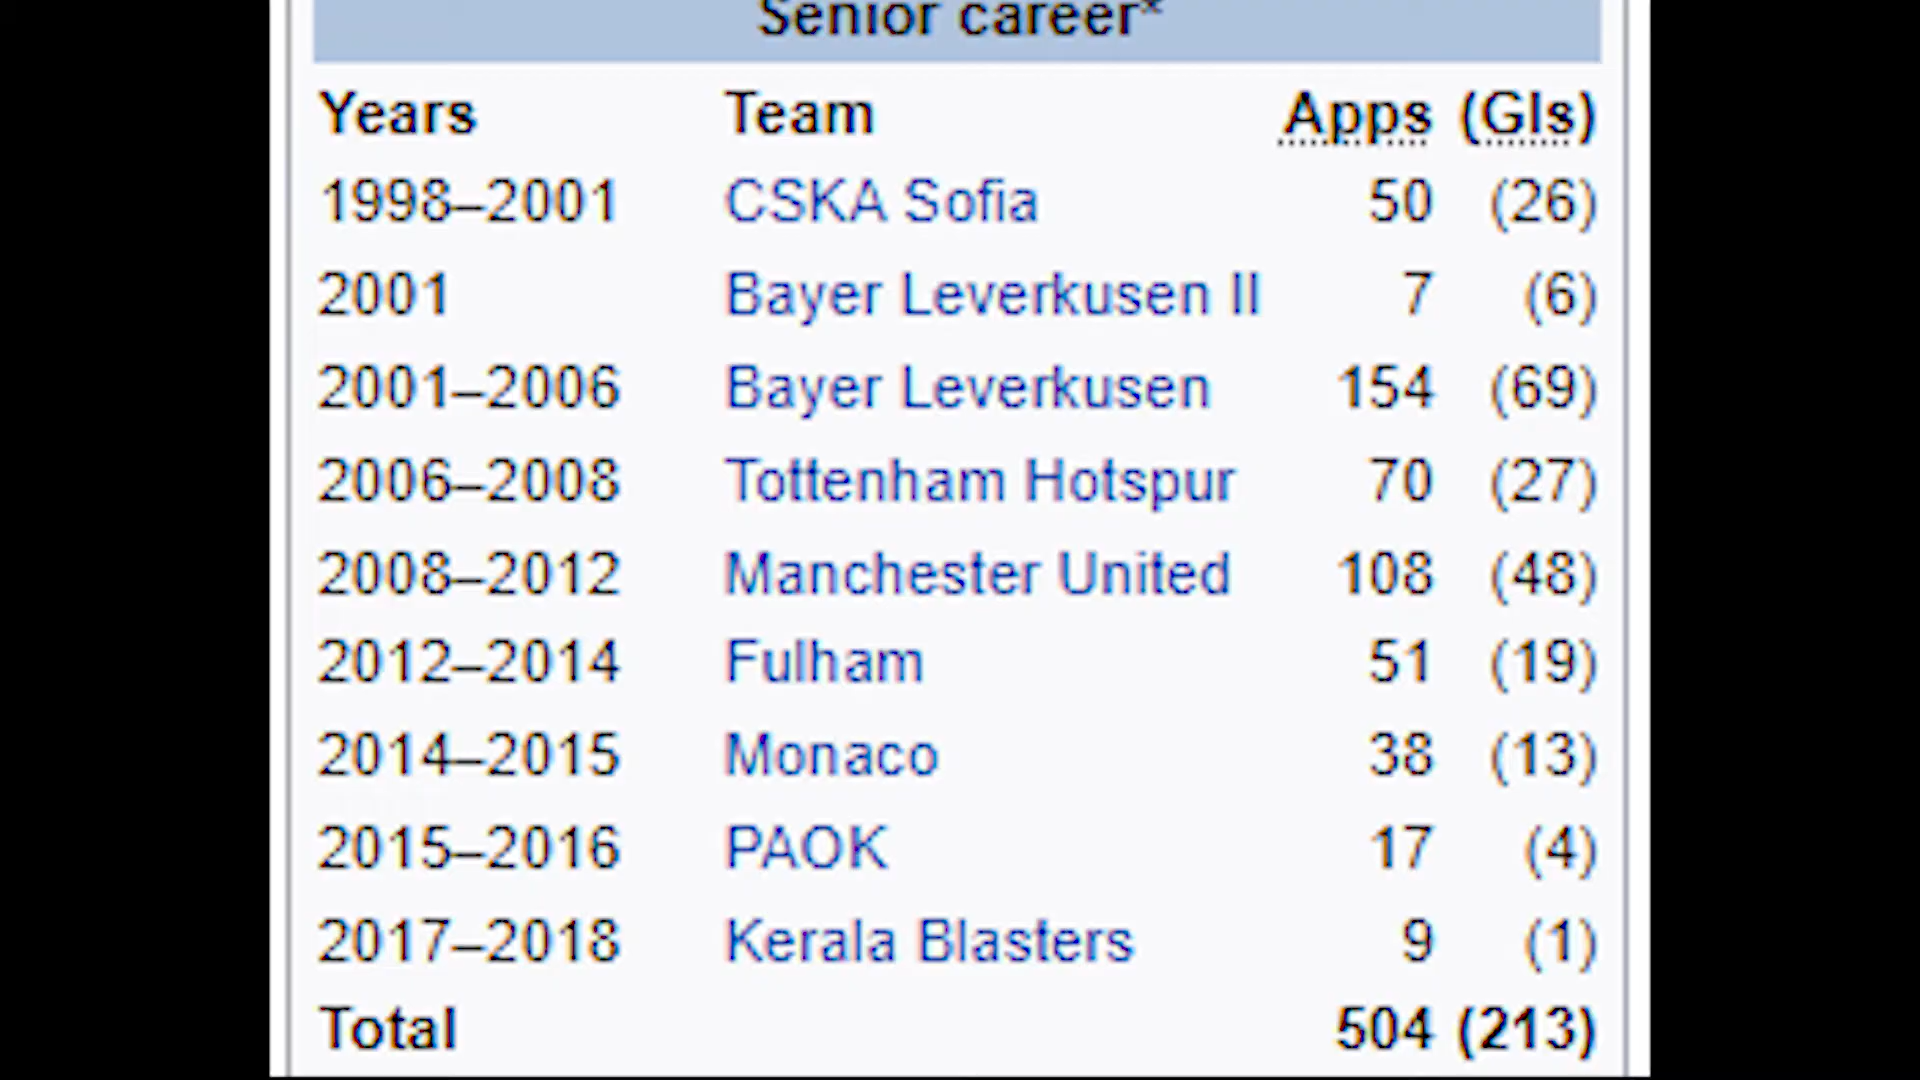 Senior career*
Years Team Apps (Gls)
1998–2001 CSKA Sofia 50 (26)
2001 Bayer Leverkusen II 7 (6)
2001–2006 Bayer Leverkusen 154 (69)
2006–2008 Tottenham Hotspur 70 (27)
2008–2012 Manchester United 108 (48)
2012–2014 Fulham 51 (19)
2014–2015 Monaco 38 (13)
2015–2016 PAOK 17 (4)
2017–2018 Kerala Blasters 9 (1)
Total 504 (213)